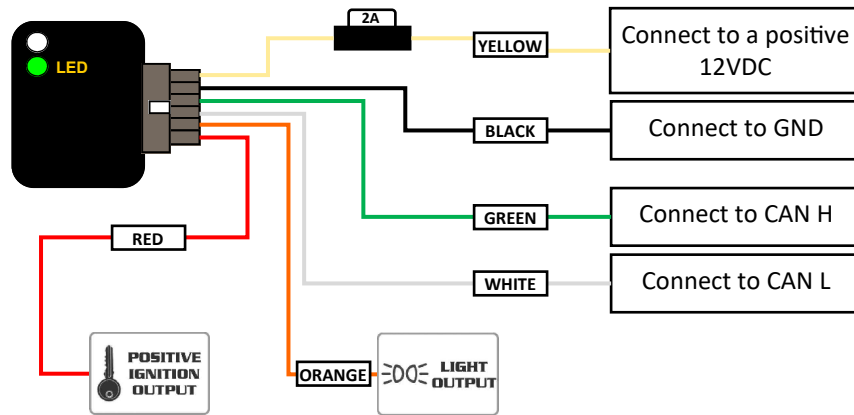 2A
LED
YELLOW
Connect to a positive
12VDC
BLACK
Connect to GND
GREEN
Connect to CAN H
RED
WHITE
Connect to CAN L
POSITIVE
IGNITION
OUTPUT
ORANGE
LIGHT
OUTPUT